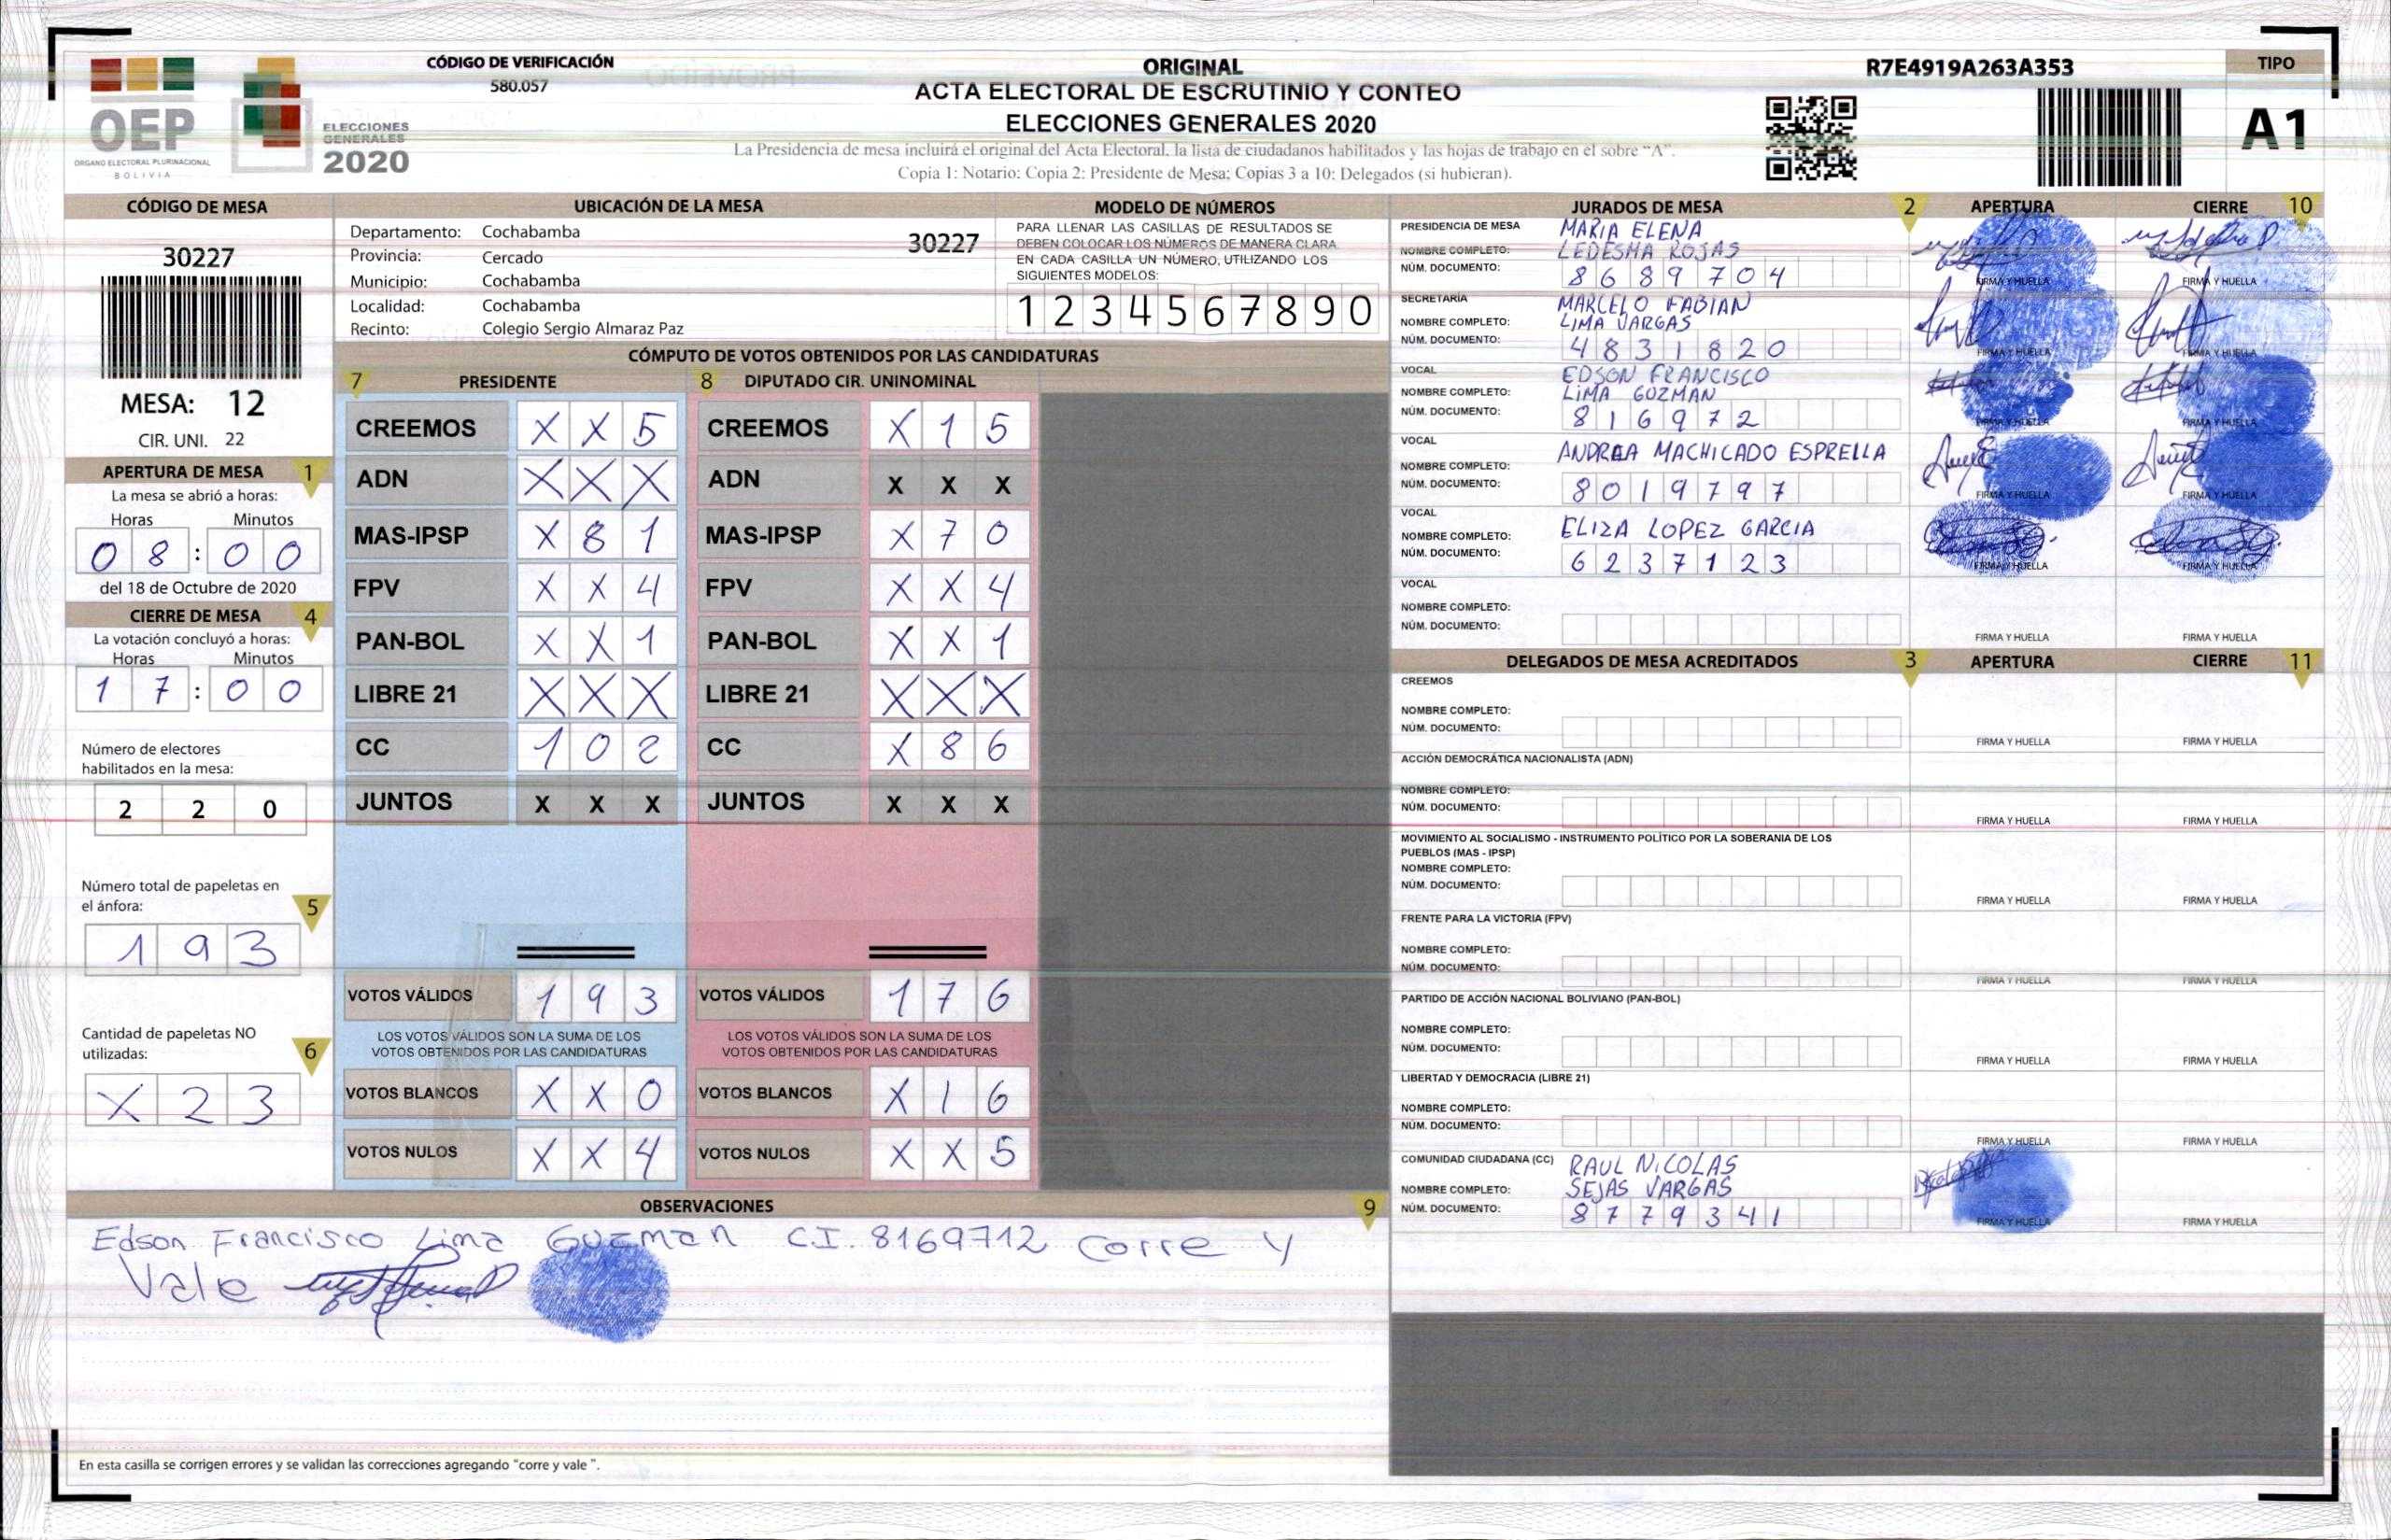 CÓDIGO DE VERIFICACIÓN
580.057
OEP
ORGANO ELECTORAL PLURINACIONAL
BOLIVIA
ELECCIONES
GENERALES
2020
ORIGINAL
ACTA ELECTORAL DE ESCRUTINIO Y CONTEO
ELECCIONES GENERALES 2020
La Presidencia de mesa incluirá el original del Acta Electoral, la lista de ciudadanos habilitados y las hojas de trabajo en el sobre "A".
Copia 1: Notario; Copia 2: Presidente de Mesa; Copias 3 a 10: Delegados (si hubieran).
R7E4919A263A353
TIPO
A1
CÓDIGO DE MESA
30227
MESA: 12
CIR. UNI. 22
APERTURA DE MESA 1
La mesa se abrió a horas:
Horas Minutos
08:00
del 18 de Octubre de 2020
CIERRE DE MESA 4
La votación concluyó a horas:
Horas Minutos
17:00
Número de electores
habilitados en la mesa:
2 2 0
Número total de papeletas en
el ánfora: 5
1 9 3
Cantidad de papeletas NO
utilizadas: 6
X 2 3
UBICACIÓN DE LA MESA
Departamento: Cochabamba 30227
Provincia: Cercado
Municipio: Cochabamba
Localidad: Cochabamba
Recinto: Colegio Sergio Almaraz Paz
MODELO DE NÚMEROS
PARA LLENAR LAS CASILLAS DE RESULTADOS SE
DEBEN COLOCAR LOS NÚMEROS DE MANERA CLARA
EN CADA CASILLA UN NÚMERO, UTILIZANDO LOS
SIGUIENTES MODELOS:
1 2 3 4 5 6 7 8 9 0
CÓMPUTO DE VOTOS OBTENIDOS POR LAS CANDIDATURAS
7 PRESIDENTE
CREEMOS X X 5
ADN X X X
MAS-IPSP X 8 1
FPV X X 4
PAN-BOL X X 1
LIBRE 21 X X X
CC 1 0 2
JUNTOS X X X
VOTOS VÁLIDOS 1 9 3
LOS VOTOS VÁLIDOS SON LA SUMA DE LOS
VOTOS OBTENIDOS POR LAS CANDIDATURAS
VOTOS BLANCOS X X 0
VOTOS NULOS X X 4
8 DIPUTADO CIR. UNINOMINAL
CREEMOS X 1 5
ADN X X X
MAS-IPSP X 7 0
FPV X X 4
PAN-BOL X X 1
LIBRE 21 X X X
CC X 8 6
JUNTOS X X X
VOTOS VÁLIDOS 1 7 6
LOS VOTOS VÁLIDOS SON LA SUMA DE LOS
VOTOS OBTENIDOS POR LAS CANDIDATURAS
VOTOS BLANCOS X 1 6
VOTOS NULOS X X 5
OBSERVACIONES 9
Edson Francisco Lima Guzman C.I. 8169712 corre y
Vale
En esta casilla se corrigen errores y se validan las correcciones agregando "corre y vale ".
JURADOS DE MESA 2 APERTURA CIERRE 10
PRESIDENCIA DE MESA MARIA ELENA
NOMBRE COMPLETO: LEDESMA ROJAS
NÚM. DOCUMENTO: 8689704
FIRMA Y HUELLA FIRMA Y HUELLA
SECRETARÍA MARCELO FABIAN
NOMBRE COMPLETO: LIMA VARGAS
NÚM. DOCUMENTO: 4831820
FIRMA Y HUELLA FIRMA Y HUELLA
VOCAL EDSON FRANCISCO
NOMBRE COMPLETO: LIMA GUZMAN
NÚM. DOCUMENTO: 816972
FIRMA Y HUELLA FIRMA Y HUELLA
VOCAL ANDREA MACHICADO ESPRELLA
NOMBRE COMPLETO:
NÚM. DOCUMENTO: 8019797
FIRMA Y HUELLA FIRMA Y HUELLA
VOCAL
NOMBRE COMPLETO: ELIZA LOPEZ GARCIA
NÚM. DOCUMENTO: 6237123
FIRMA Y HUELLA FIRMA Y HUELLA
VOCAL
NOMBRE COMPLETO:
NÚM. DOCUMENTO:
FIRMA Y HUELLA FIRMA Y HUELLA
DELEGADOS DE MESA ACREDITADOS 3 APERTURA CIERRE 11
CREEMOS
NOMBRE COMPLETO:
NÚM. DOCUMENTO:
FIRMA Y HUELLA FIRMA Y HUELLA
ACCIÓN DEMOCRÁTICA NACIONALISTA (ADN)
NOMBRE COMPLETO:
NÚM. DOCUMENTO:
FIRMA Y HUELLA FIRMA Y HUELLA
MOVIMIENTO AL SOCIALISMO - INSTRUMENTO POLÍTICO POR LA SOBERANIA DE LOS
PUEBLOS (MAS - IPSP)
NOMBRE COMPLETO:
NÚM. DOCUMENTO:
FIRMA Y HUELLA FIRMA Y HUELLA
FRENTE PARA LA VICTORIA (FPV)
NOMBRE COMPLETO:
NÚM. DOCUMENTO:
FIRMA Y HUELLA FIRMA Y HUELLA
PARTIDO DE ACCIÓN NACIONAL BOLIVIANO (PAN-BOL)
NOMBRE COMPLETO:
NÚM. DOCUMENTO:
FIRMA Y HUELLA FIRMA Y HUELLA
LIBERTAD Y DEMOCRACIA (LIBRE 21)
NOMBRE COMPLETO:
NÚM. DOCUMENTO:
FIRMA Y HUELLA FIRMA Y HUELLA
COMUNIDAD CIUDADANA (CC) RAUL NICOLAS
NOMBRE COMPLETO: SEJAS VARGAS
NÚM. DOCUMENTO: 8779341
FIRMA Y HUELLA FIRMA Y HUELLA